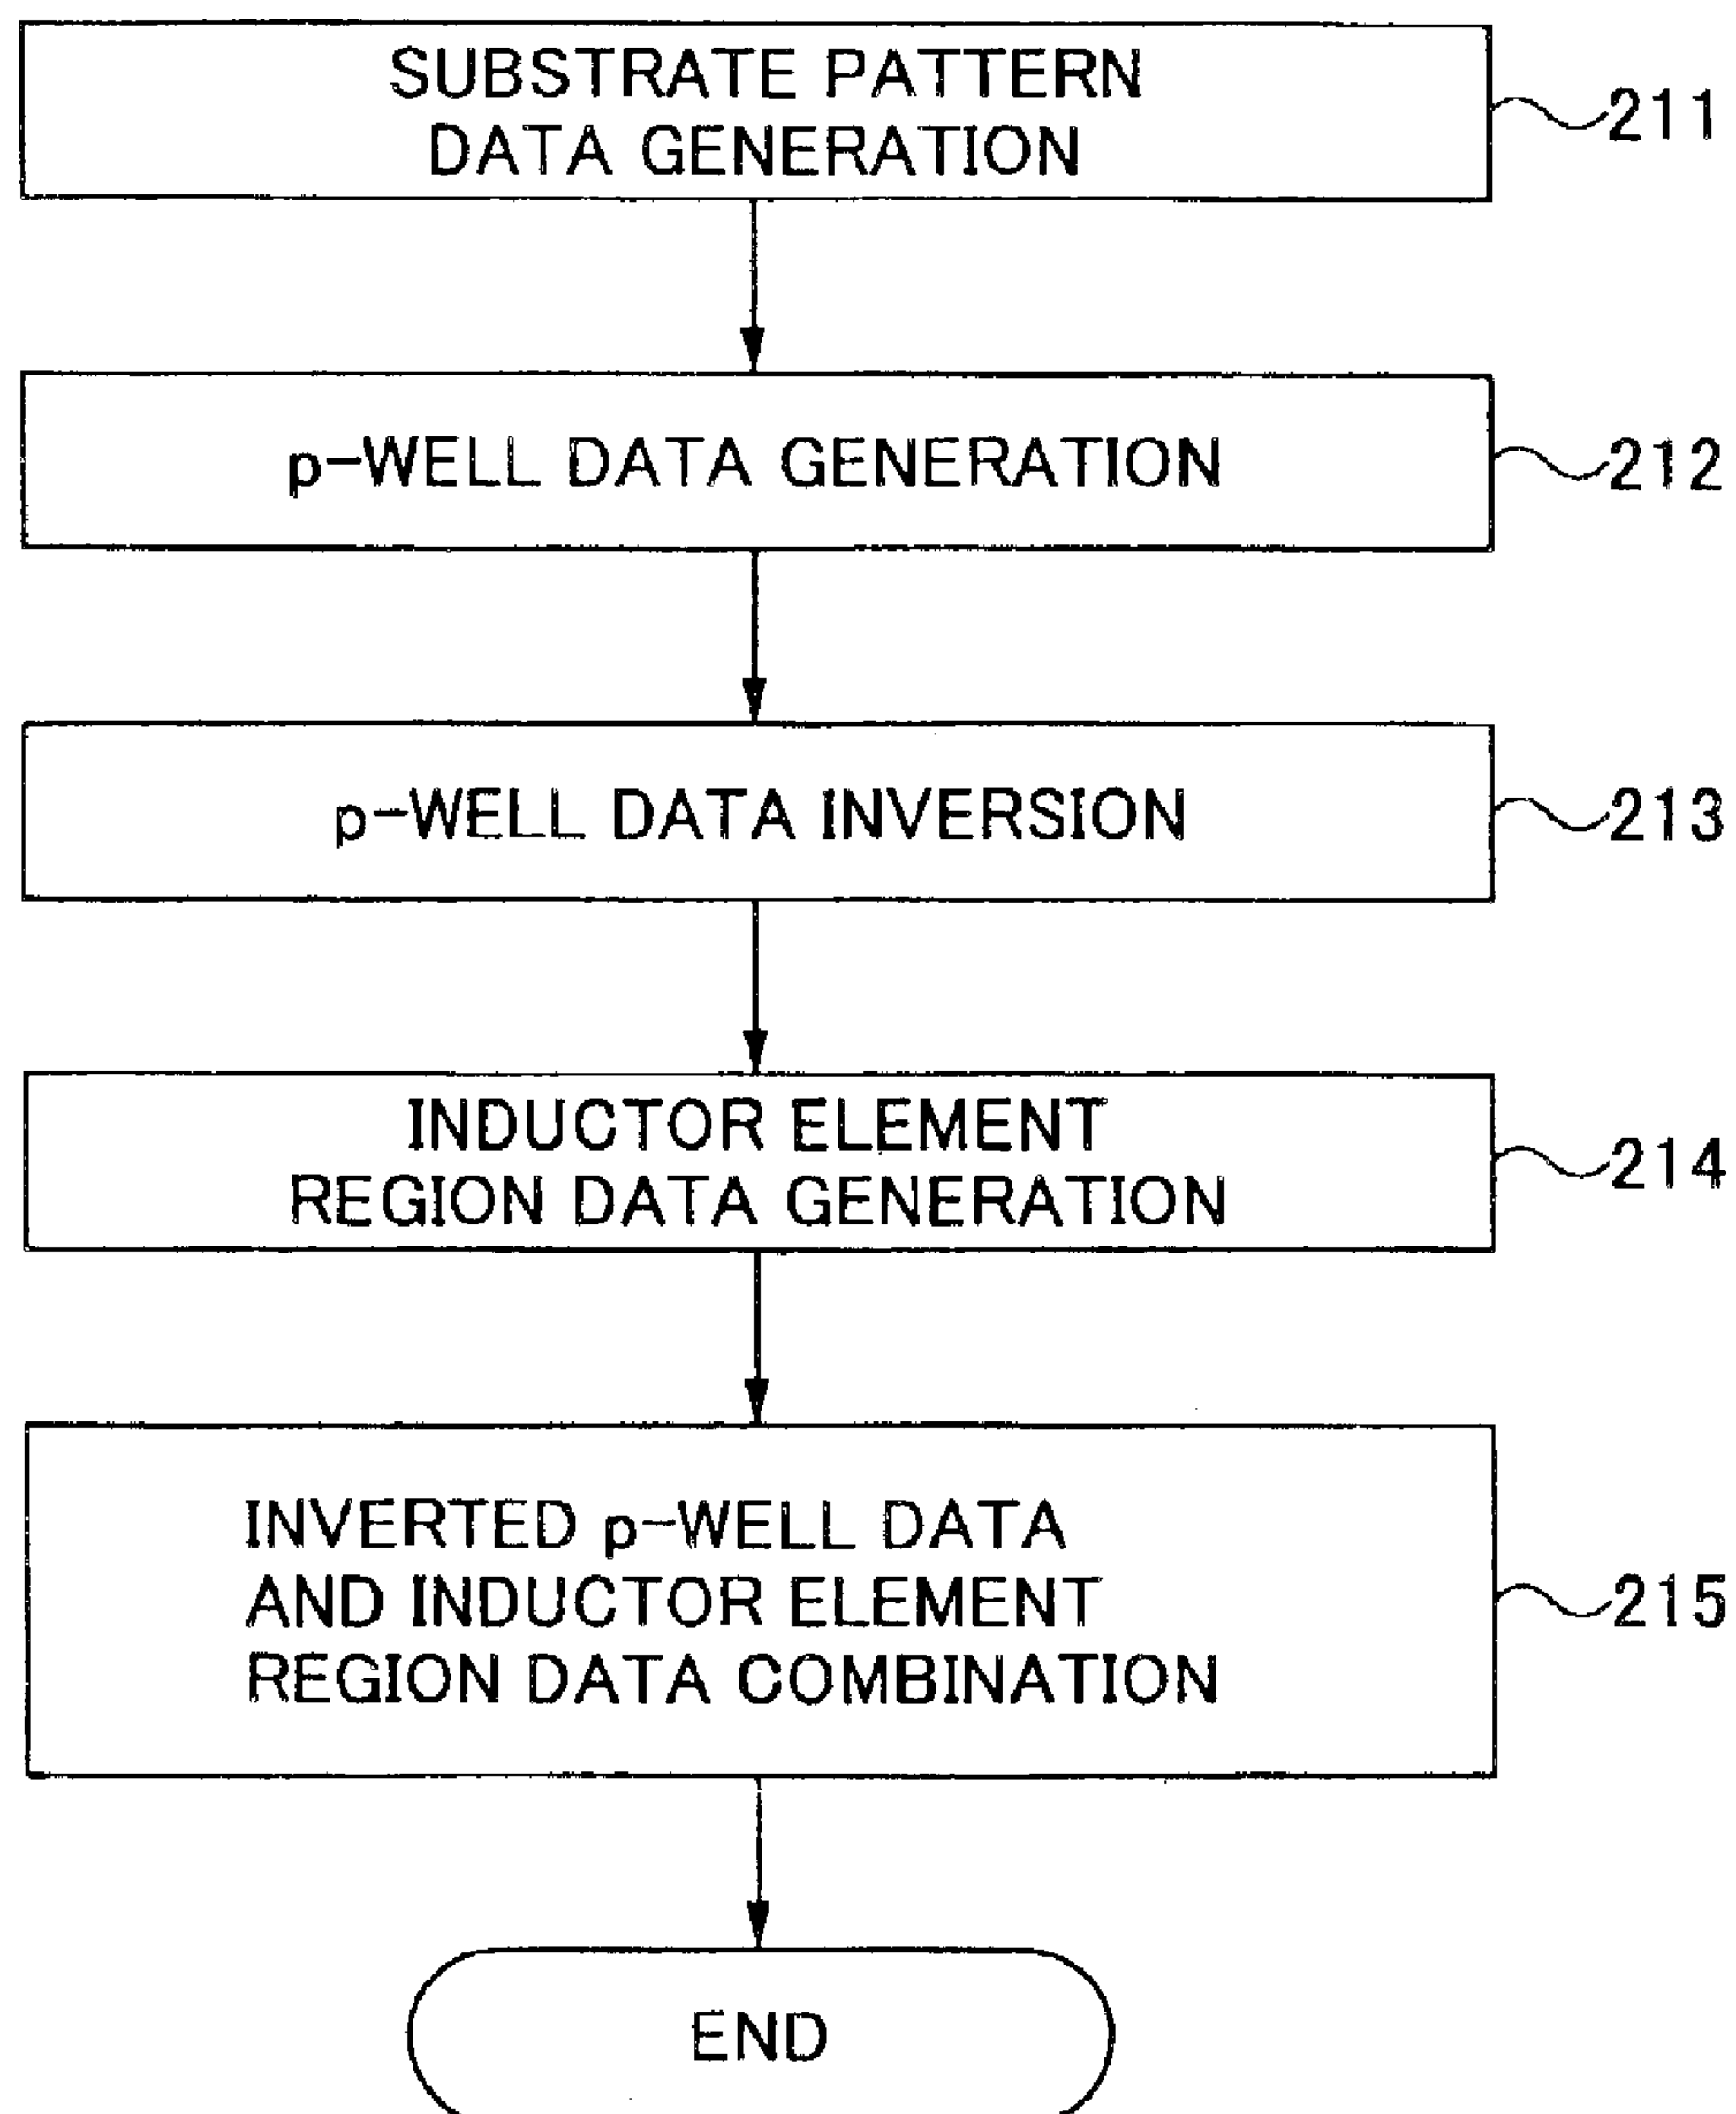 SUBSTRATE PATTERN
DATA GENERATION
211
p-WELL DATA GENERATION
212
p-WELL DATA INVERSION
213
INDUCTOR ELEMENT
REGION DATA GENERATION
214
INVERTED p-WELL DATA
AND INDUCTOR ELEMENT
REGION DATA COMBINATION
215
END